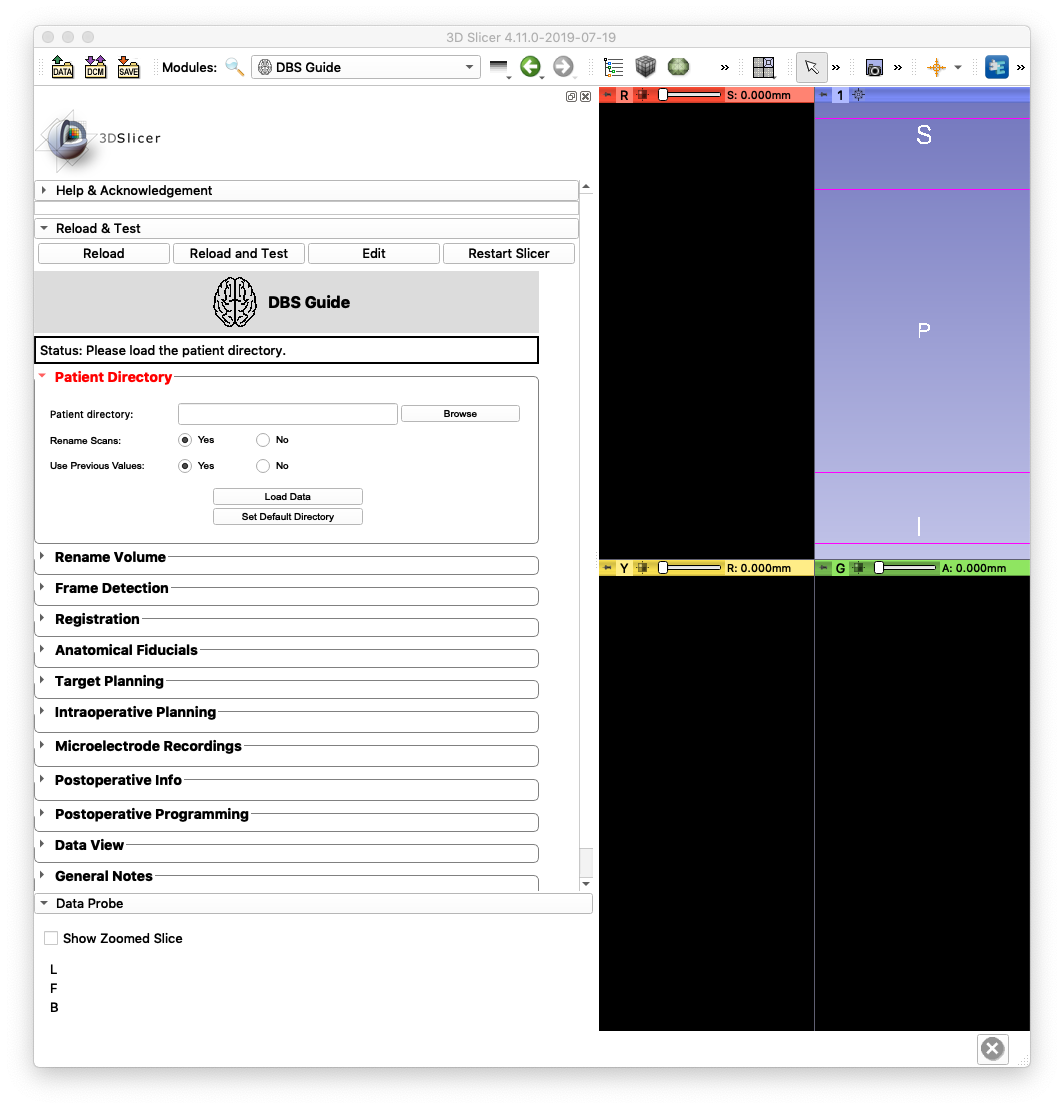 3D Slicer 4.11.0-2019-07-19
DATA DCM SAVE Modules: DBS Guide » » » »
3DSlicer
Help & Acknowledgement
Reload & Test
Reload Reload and Test Edit Restart Slicer
DBS Guide
Status: Please load the patient directory.
Patient Directory
Patient directory: Browse
Rename Scans: Yes No
Use Previous Values: Yes No
Load Data
Set Default Directory
Rename Volume
Frame Detection
Registration
Anatomical Fiducials
Target Planning
Intraoperative Planning
Microelectrode Recordings
Postoperative Info
Postoperative Programming
Data View
General Notes
Data Probe
Show Zoomed Slice
L
F
B
R S: 0.000mm
1
S
P
I
Y R: 0.000mm
G A: 0.000mm